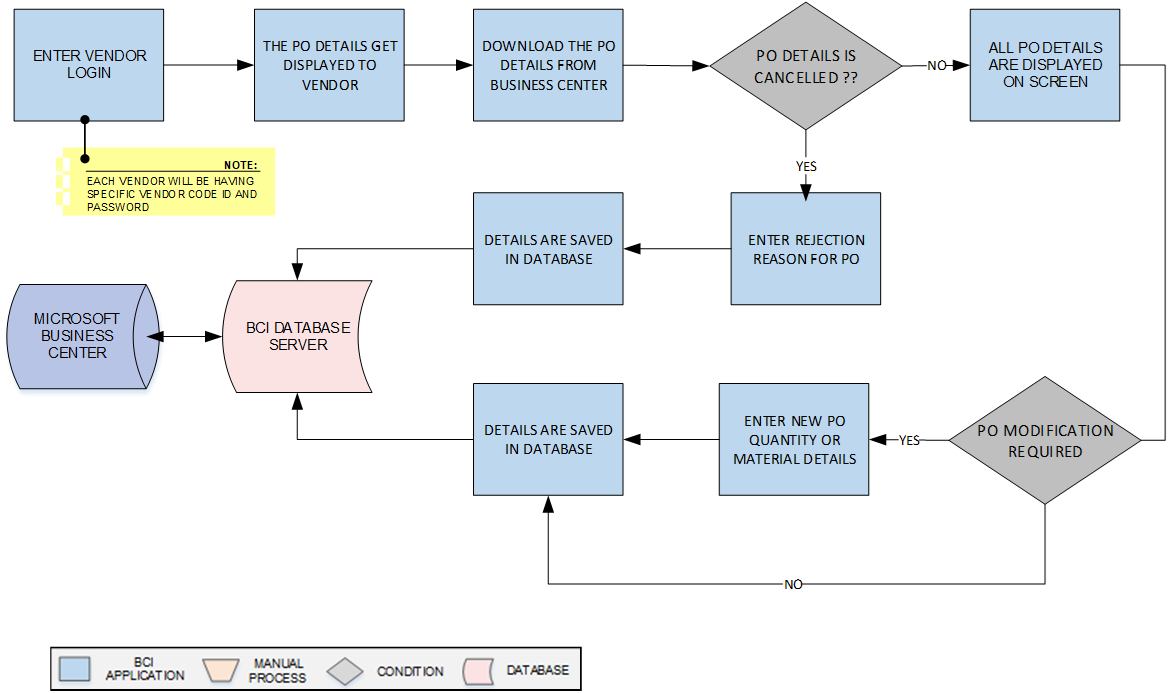 ENTER VENDOR
LOGIN
THE PO DETAILS GET
DISPLAYED TO
VENDOR
DOWNLOAD THE PO
DETAILS FROM
BUSINESS CENTER
PO DETAILS IS
CANCELLED ??
NO
ALL PO DETAILS
ARE DISPLAYED
ON SCREEN
NOTE:
EACH VENDOR WILL BE HAVING
SPECIFIC VENDOR CODE ID AND
PASSWORD
YES
DETAILS ARE SAVED
IN DATABASE
ENTER REJECTION
REASON FOR PO
MICROSOFT
BUSINESS
CENTER
BCI DATABASE
SERVER
DETAILS ARE SAVED
IN DATABASE
ENTER NEW PO
QUANTITY OR
MATERIAL DETAILS
YES
PO MODIFICATION
REQUIRED
NO
BCI
APPLICATION
MANUAL
PROCESS
CONDITION
DATABASE